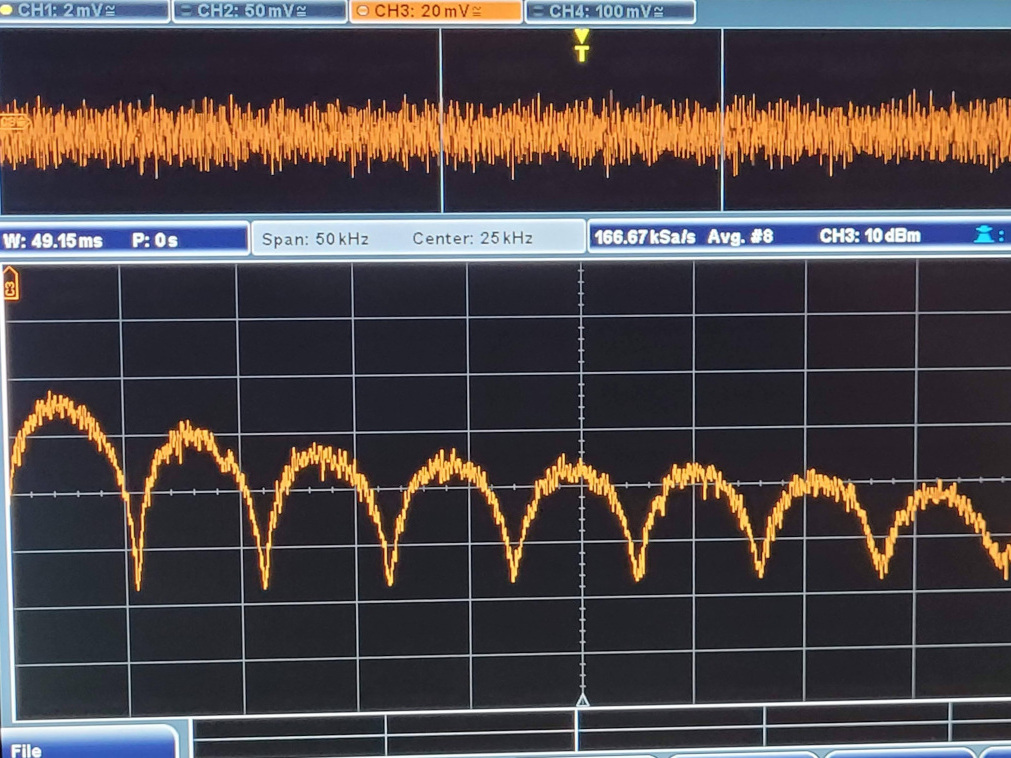 CH1: 2 mV≅ CH2: 50 mV≅ CH3: 20 mV≅ CH4: 100 mV≅
T
W: 49.15 ms P: 0 s Span: 50 kHz Center: 25 kHz 166.67 kSa/s Avg. #8 CH3: 10 dBm :
C3
File